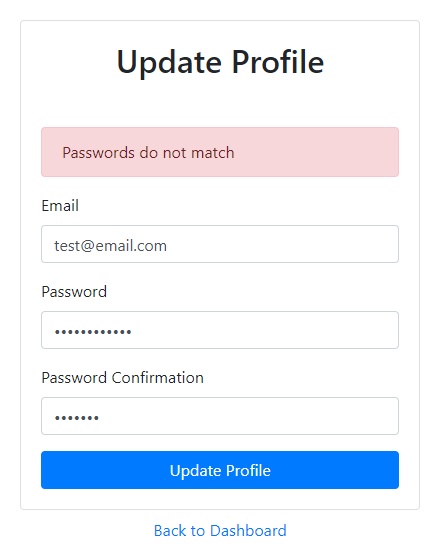 Update Profile
Passwords do not match
Email
test@email.com
Password
••••••••••••
Password Confirmation
•••••••
Update Profile
Back to Dashboard